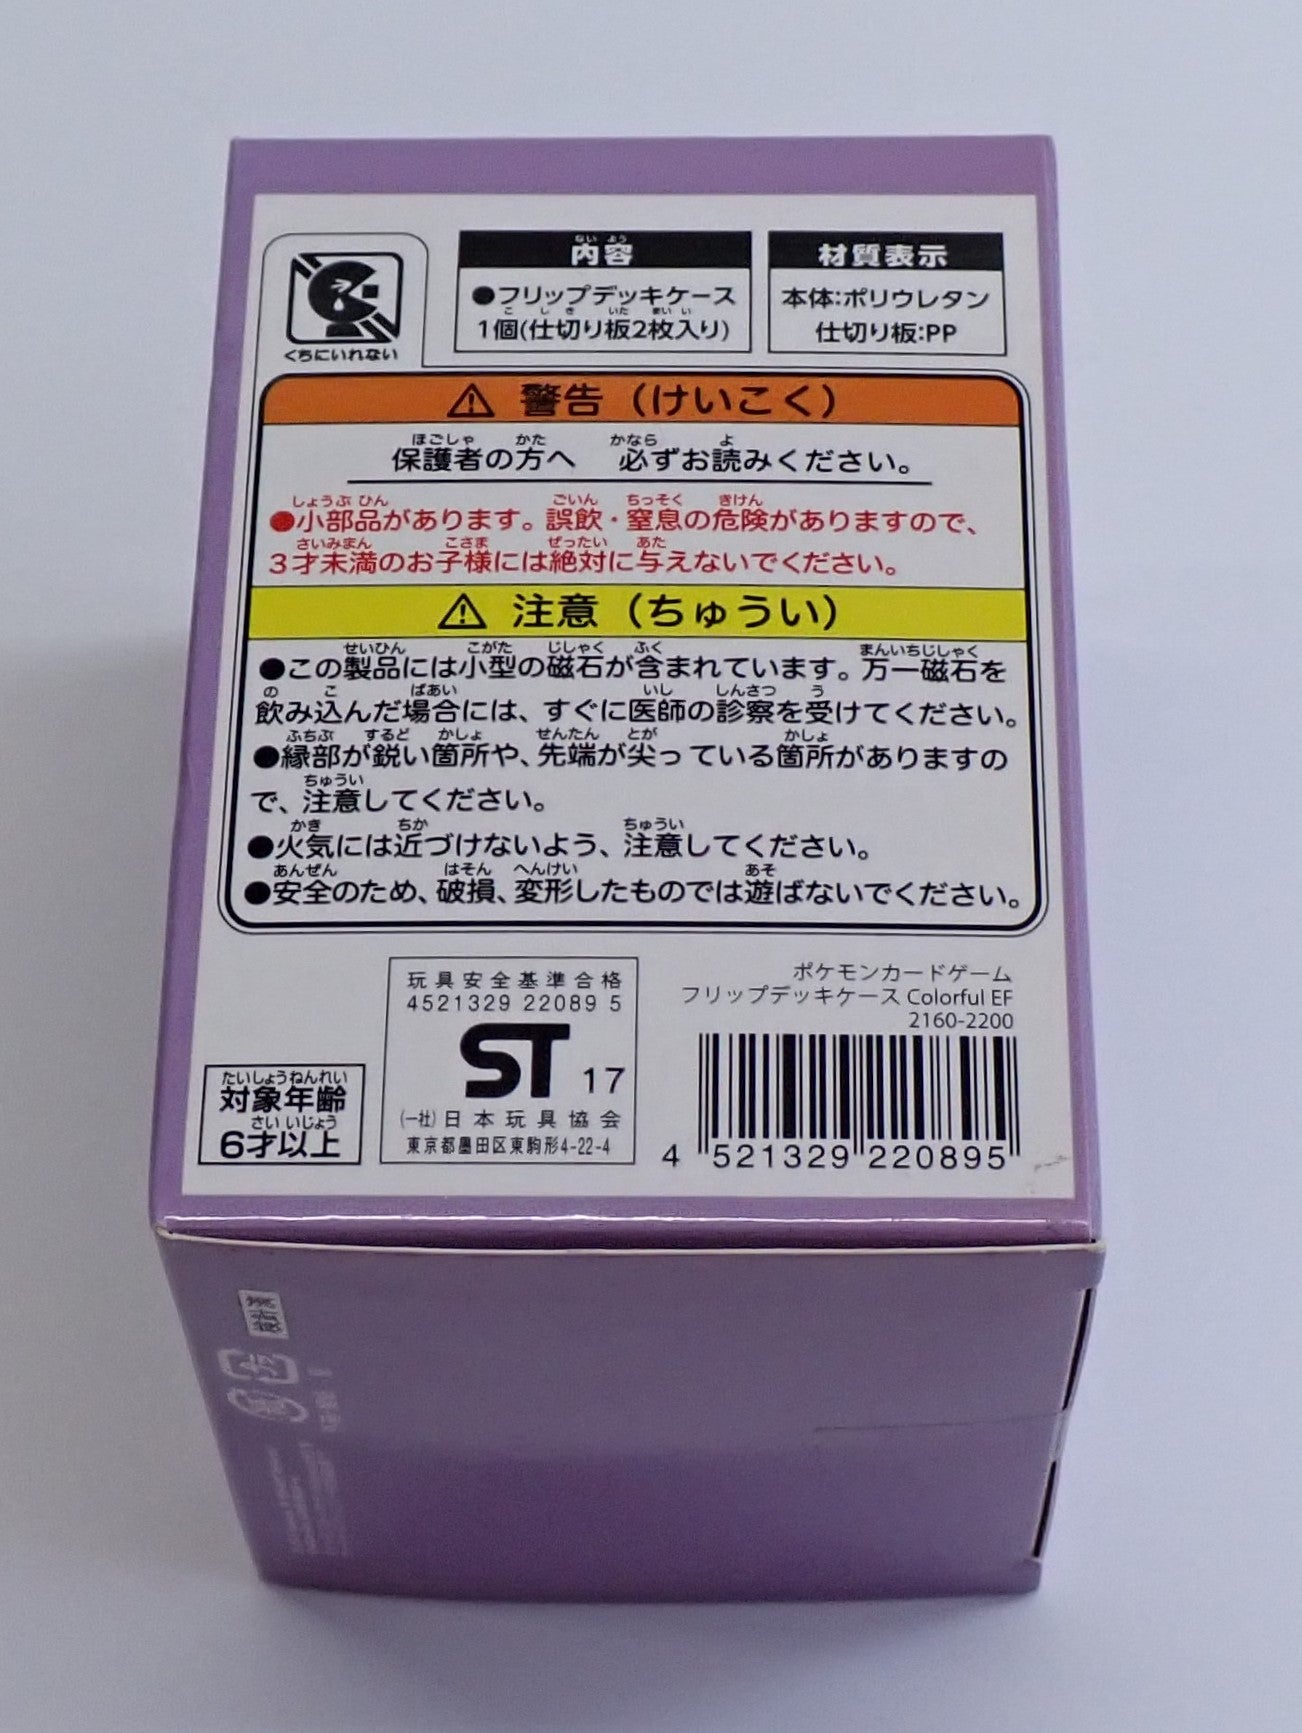 くちにいれない
内容
●フリップデッキケース
1個(仕切り板2枚入り)
材質表示
本体:ポリウレタン
仕切り板:PP
⚠ 警告（けいこく）
保護者の方へ　必ずお読みください。
●小部品があります。誤飲・窒息の危険がありますので、
3才未満のお子様には絶対に与えないでください。
⚠ 注意（ちゅうい）
●この製品には小型の磁石が含まれています。万一磁石を
飲み込んだ場合には、すぐに医師の診察を受けてください。
●縁部が鋭い箇所や、先端が尖っている箇所がありますの
で、注意してください。
●火気には近づけないよう、注意してください。
●安全のため、破損、変形したものでは遊ばないでください。
対象年齢
6才以上
玩具安全基準合格
4521329 22089 5
ST 17
(一社)日本玩具協会
東京都墨田区東駒形4-22-4
ポケモンカードゲーム
フリップデッキケース Colorful EF
2160-2200
4 521329 220895